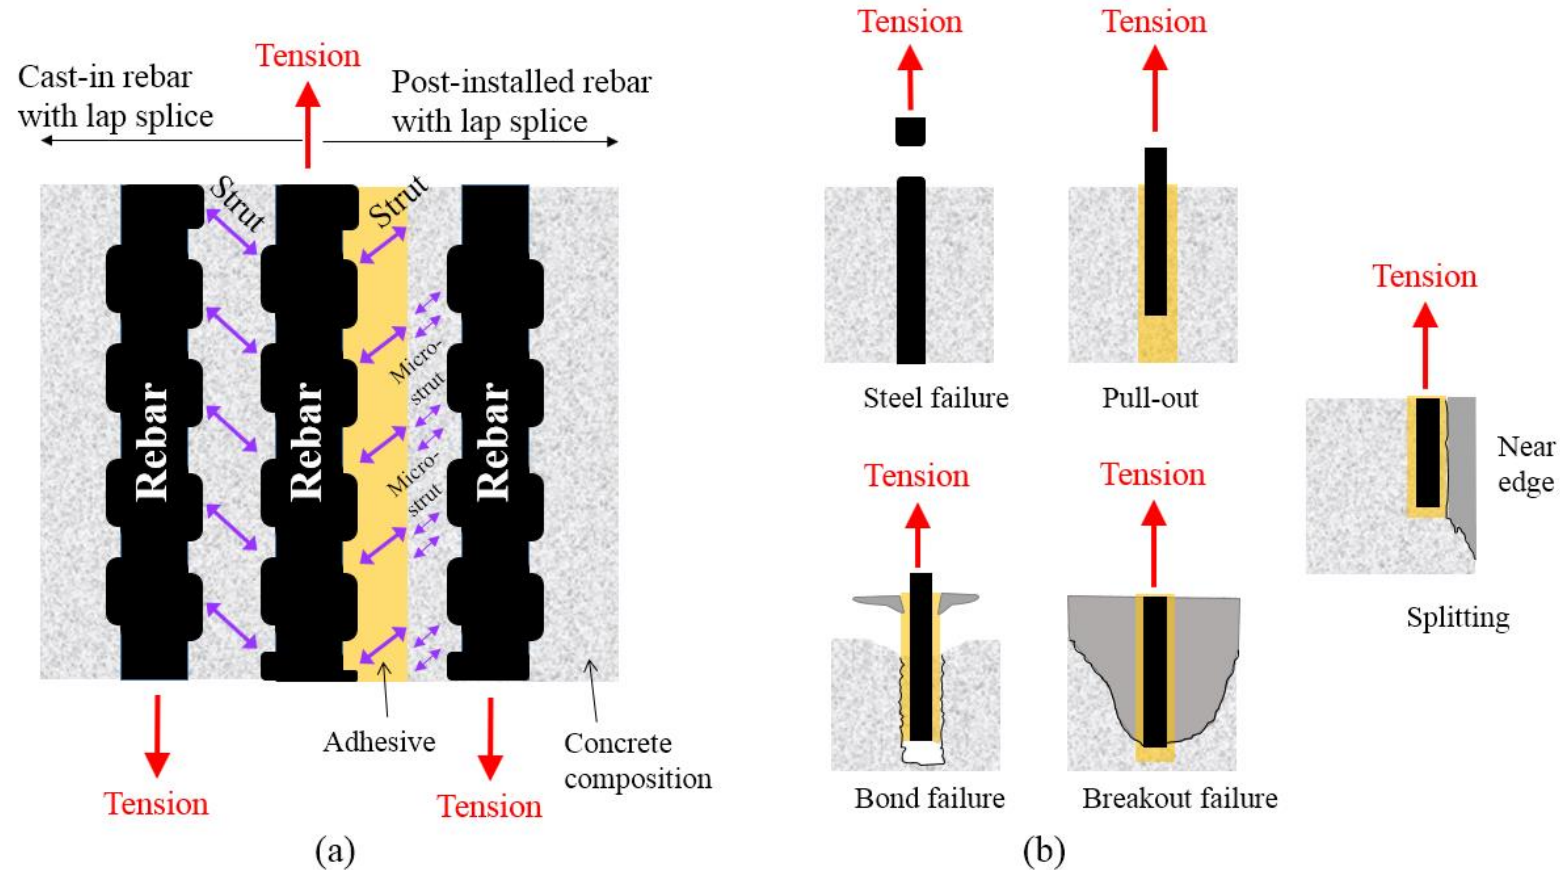 Tension
Cast-in rebar
with lap splice
Post-installed rebar
with lap splice
Strut
Strut
Micro-
strut
Micro-
strut
Rebar
Rebar
Rebar
Adhesive
Concrete
composition
Tension
Tension
(a)
Tension
Tension
Steel failure
Pull-out
Tension
Near
edge
Splitting
Tension
Tension
Bond failure
Breakout failure
(b)